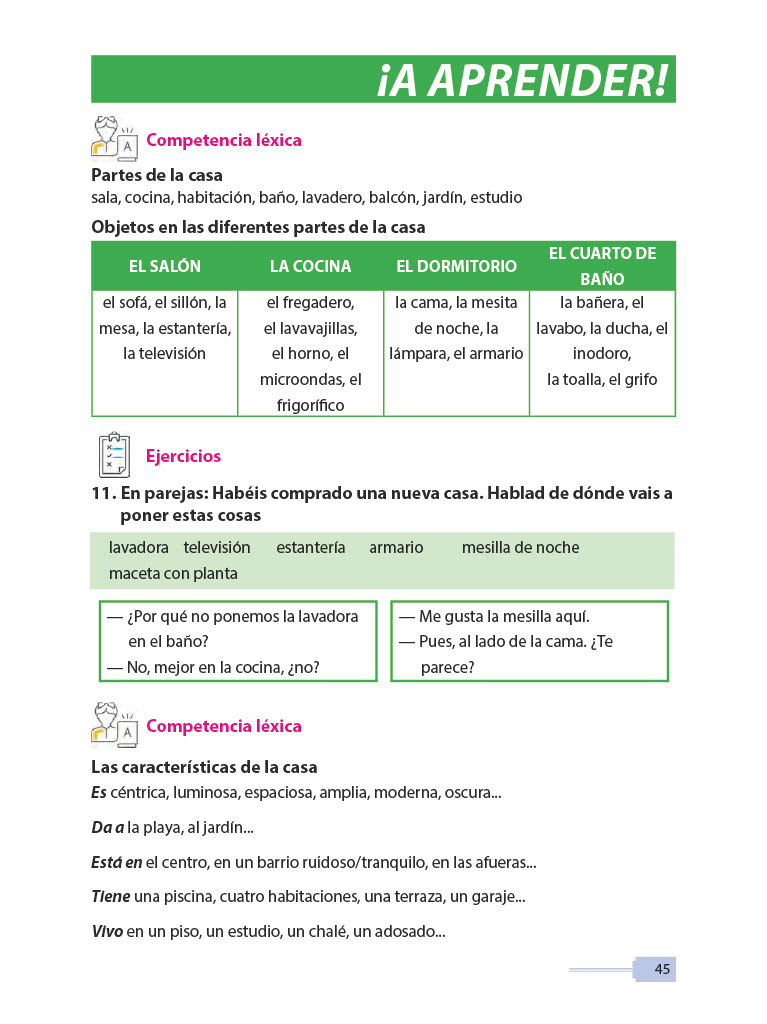 ¡A APRENDER!
A
Competencia léxica
Partes de la casa
sala, cocina, habitación, baño, lavadero, balcón, jardín, estudio
Objetos en las diferentes partes de la casa
EL SALÓN
LA COCINA
EL DORMITORIO
EL CUARTO DE
BAÑO
el sofá, el sillón, la
mesa, la estantería,
la televisión
el fregadero,
el lavavajillas,
el horno, el
microondas, el
frigorífico
la cama, la mesita
de noche, la
lámpara, el armario
la bañera, el
lavabo, la ducha, el
inodoro,
la toalla, el grifo
Ejercicios
11. En parejas: Habéis comprado una nueva casa. Hablad de dónde vais a
poner estas cosas
lavadora televisión estantería armario mesilla de noche
maceta con planta
— ¿Por qué no ponemos la lavadora
en el baño?
— No, mejor en la cocina, ¿no?
— Me gusta la mesilla aquí.
— Pues, al lado de la cama. ¿Te
parece?
A
Competencia léxica
Las características de la casa
Es céntrica, luminosa, espaciosa, amplia, moderna, oscura...
Da a la playa, al jardín...
Está en el centro, en un barrio ruidoso/tranquilo, en las afueras...
Tiene una piscina, cuatro habitaciones, una terraza, un garaje...
Vivo en un piso, un estudio, un chalé, un adosado...
45